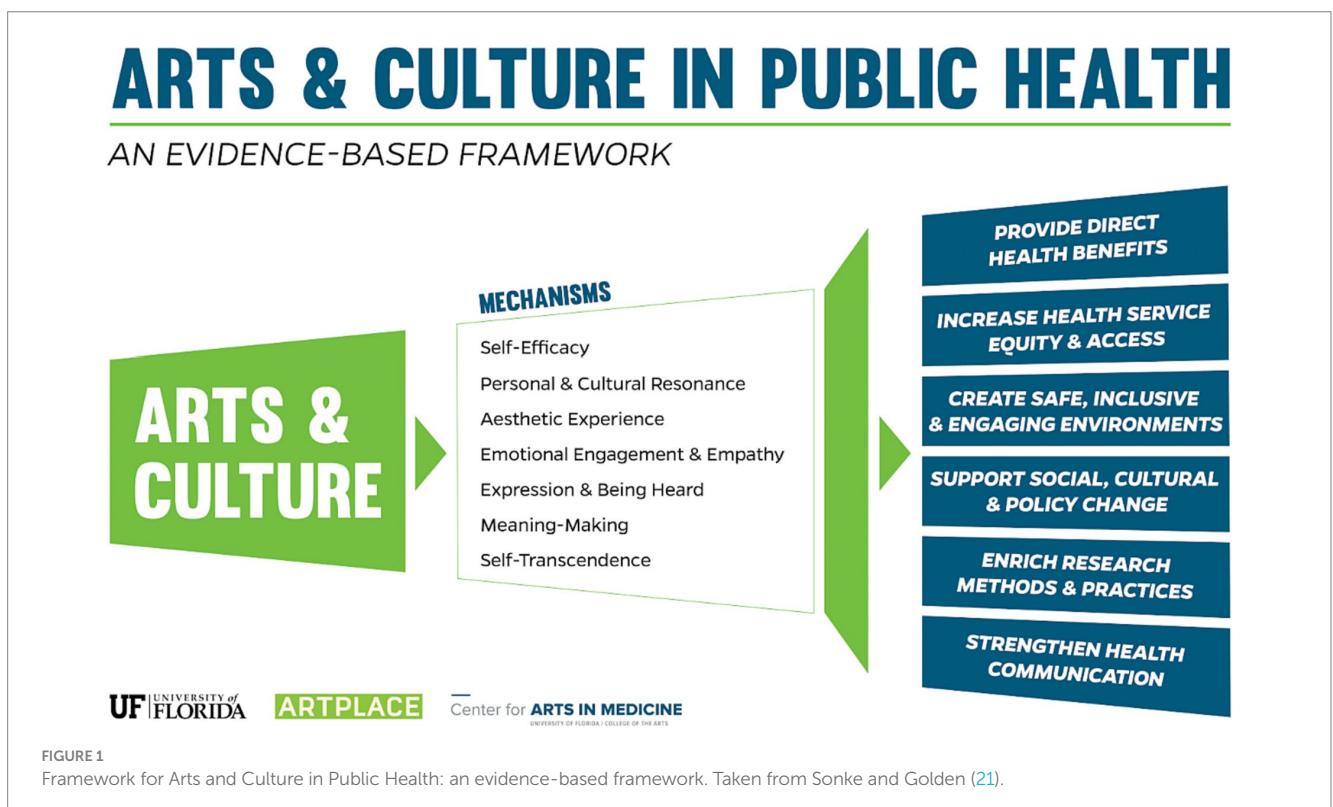 ARTS & CULTURE IN PUBLIC HEALTH
AN EVIDENCE-BASED FRAMEWORK
ARTS &
CULTURE
MECHANISMS
Self-Efficacy
Personal & Cultural Resonance
Aesthetic Experience
Emotional Engagement & Empathy
Expression & Being Heard
Meaning-Making
Self-Transcendence
PROVIDE DIRECT
HEALTH BENEFITS
INCREASE HEALTH SERVICE
EQUITY & ACCESS
CREATE SAFE, INCLUSIVE
& ENGAGING ENVIRONMENTS
SUPPORT SOCIAL, CULTURAL
& POLICY CHANGE
ENRICH RESEARCH
METHODS & PRACTICES
STRENGTHEN HEALTH
COMMUNICATION
UF UNIVERSITY of
FLORIDA
ARTPLACE
Center for ARTS IN MEDICINE
UNIVERSITY OF FLORIDA / COLLEGE OF THE ARTS
FIGURE 1
Framework for Arts and Culture in Public Health: an evidence-based framework. Taken from Sonke and Golden (21).